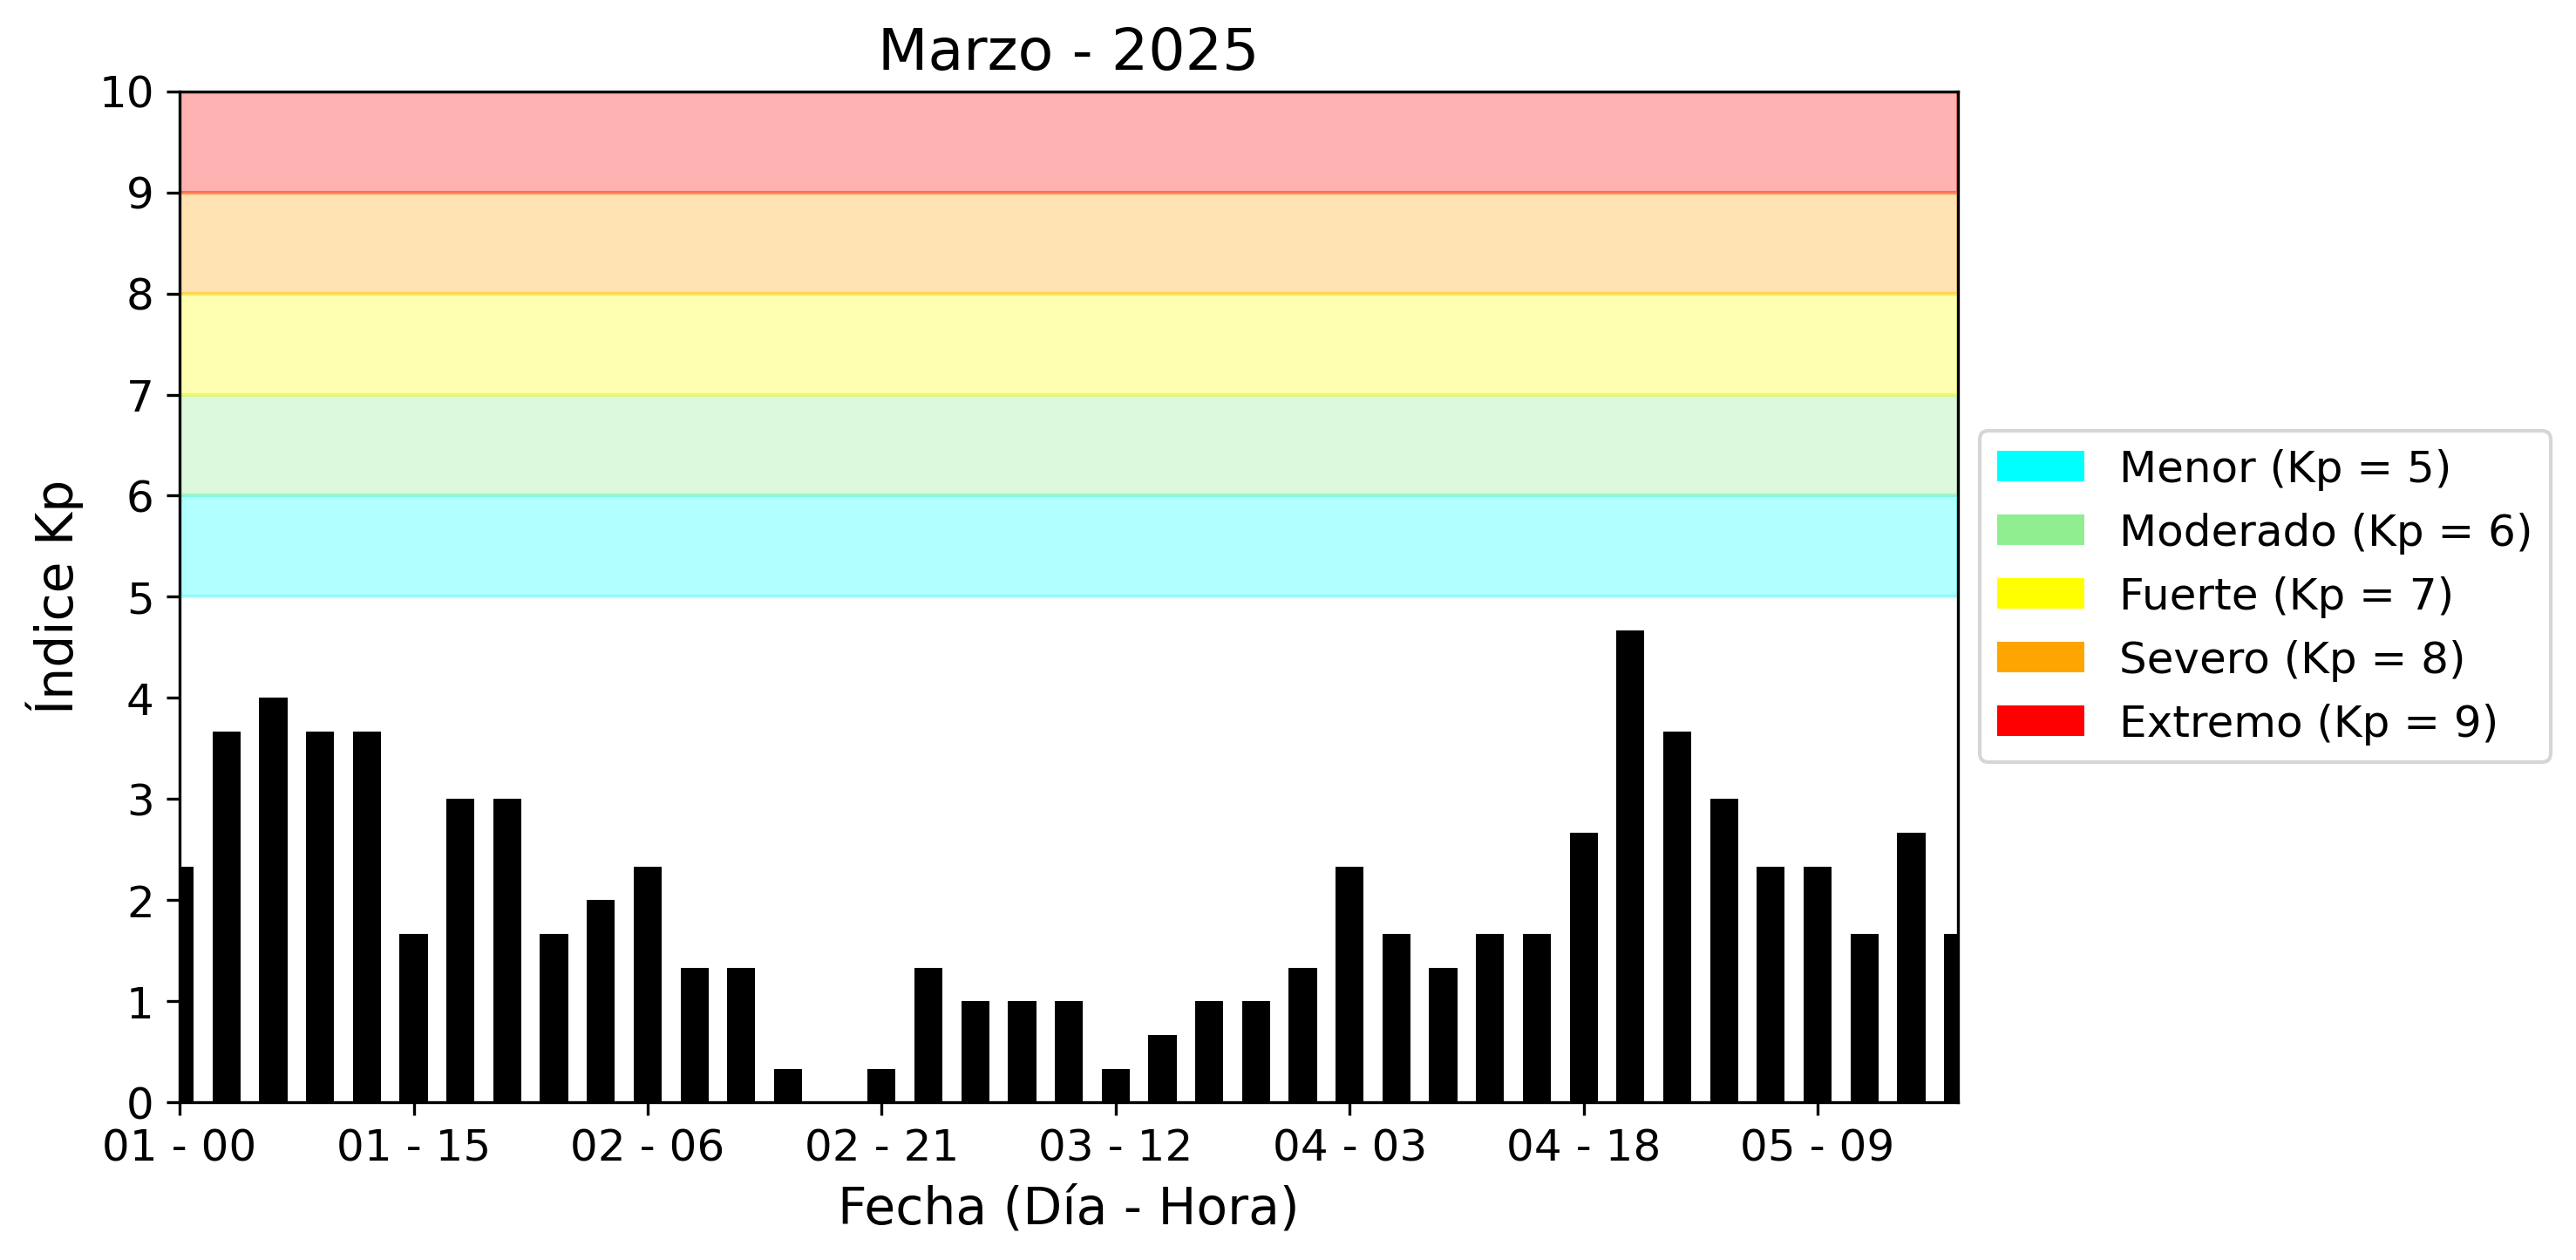 Marzo - 2025
Índice Kp
10
9
8
7
6
5
4
3
2
1
0
01 - 00
01 - 15
02 - 06
02 - 21
03 - 12
04 - 03
04 - 18
05 - 09
Fecha (Día - Hora)
Menor (Kp = 5)
Moderado (Kp = 6)
Fuerte (Kp = 7)
Severo (Kp = 8)
Extremo (Kp = 9)